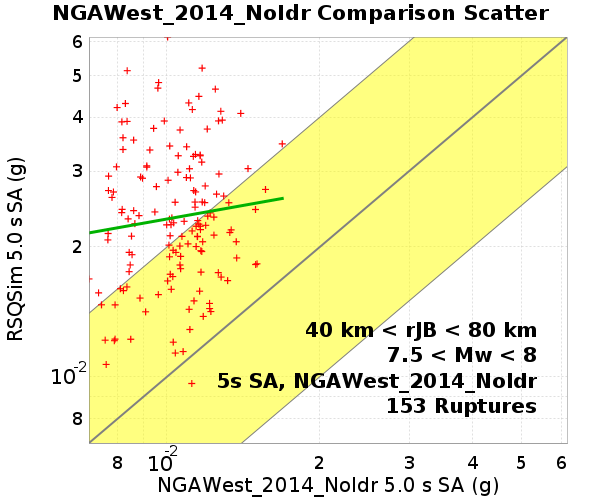 NGAWest_2014_NoIdr Comparison Scatter
6
5
4
3
2
10-2
8
RSQSim 5.0 s SA (g)
40 km < rJB < 80 km
7.5 < Mw < 8
5s SA, NGAWest_2014_NoIdr
153 Ruptures
8 10-2 2 3 4 5 6
NGAWest_2014_NoIdr 5.0 s SA (g)